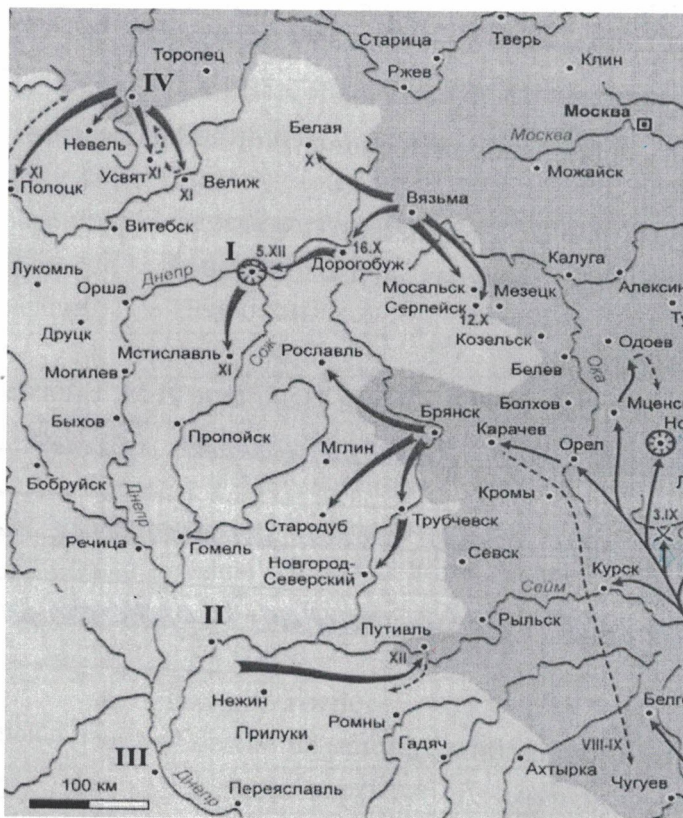 Торопец
Старица
Тверь
Ржев
Клин
IV
Москва
Москва
Белая
X
Невель
Усвят
XI
XI
Полоцк
XI
Велиж
Можайск
Вязьма
Витебск
I
5.XII
16.X
Дорогобуж
Калуга
Лукомль
Днепр
Орша
Мосальск
Серпейск
Мезецк
12.X
Алексин
Друцк
Мстиславль
XI
Сож
Рославль
Козельск
Одоев
Белев
Ока
Могилев
Болхов
Мценск
Брянск
Карачев
Быхов
Пропойск
Мглин
Орел
Бобруйск
Кромы
Днепр
Стародуб
Трубчевск
3.IX
Речица
Гомель
Новгород-
Северский
Севск
Курск
Сейм
II
Путивль
XII
Рыльск
Нежин
Ромны
Прилуки
Гадяч
VIII-IX
III
Ахтырка
Чугуев
Днепр
Переяславль
100 км